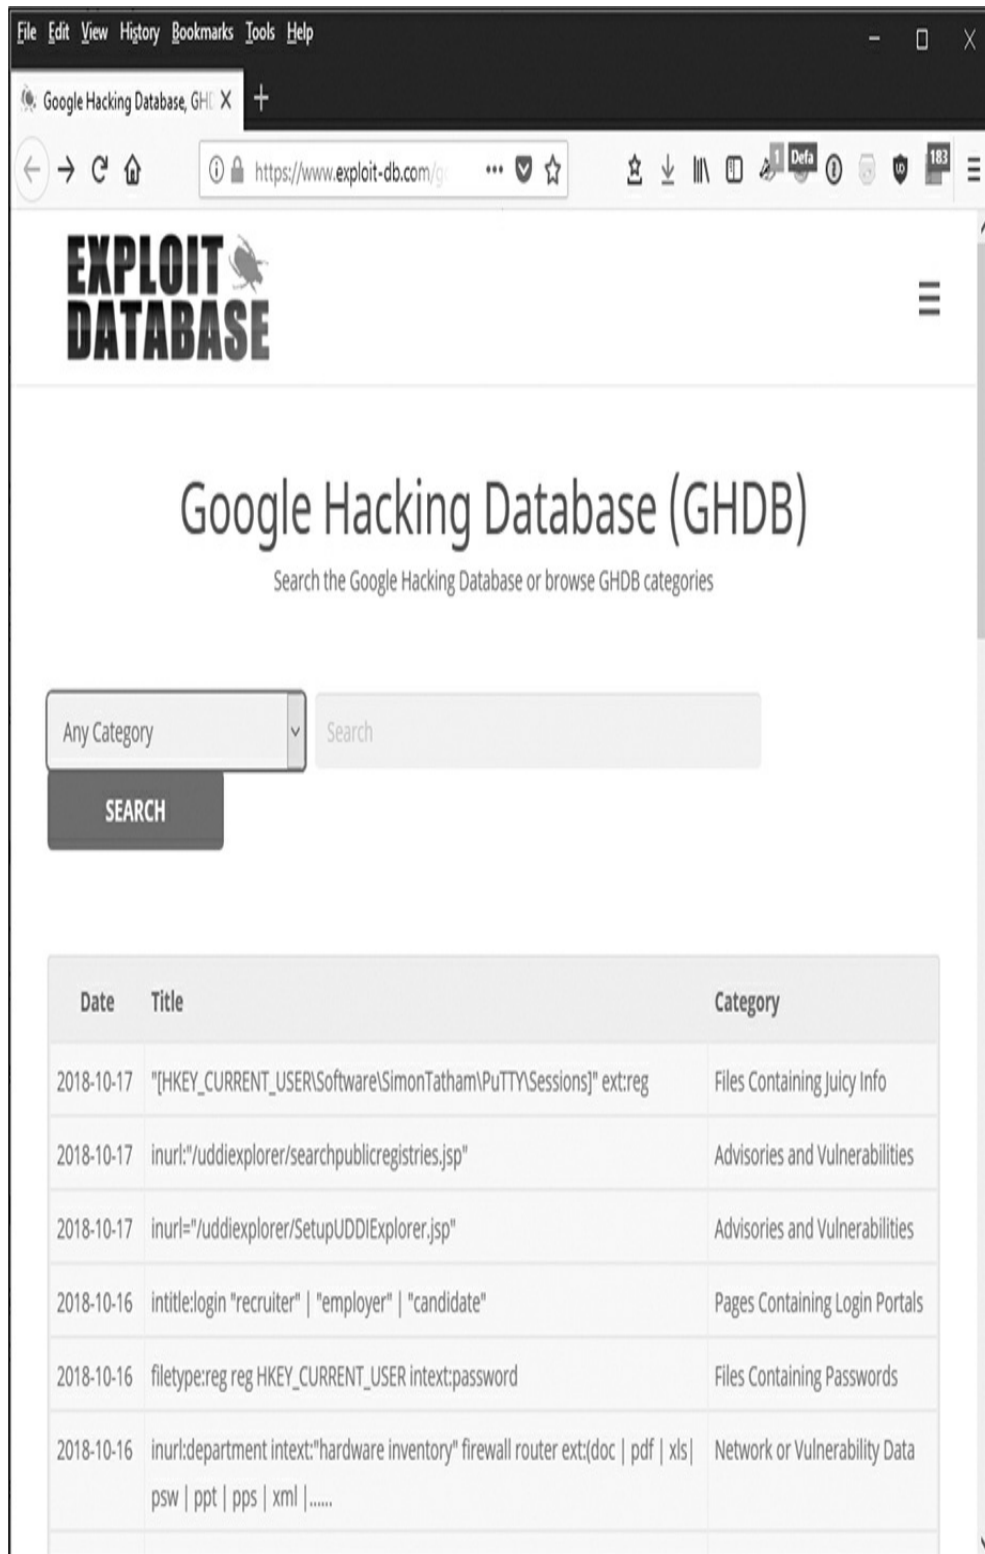 File Edit View History Bookmarks Tools Help
Google Hacking Database, GHD
https://www.exploit-db.com/g
1 Defa 183
EXPLOIT
DATABASE
Google Hacking Database (GHDB)
Search the Google Hacking Database or browse GHDB categories
Any Category Search
SEARCH
Date Title Category
2018-10-17 "[HKEY_CURRENT_USER\Software\SimonTatham\PuTTY\Sessions]" ext:reg Files Containing Juicy Info
2018-10-17 inurl:"/uddiexplorer/searchpublicregistries.jsp" Advisories and Vulnerabilities
2018-10-17 inurl="/uddiexplorer/SetupUDDIExplorer.jsp" Advisories and Vulnerabilities
2018-10-16 intitle:login "recruiter" | "employer" | "candidate" Pages Containing Login Portals
2018-10-16 filetype:reg reg HKEY_CURRENT_USER intext:password Files Containing Passwords
2018-10-16 inurl:department intext:"hardware inventory" firewall router ext:(doc | pdf | xls| Network or Vulnerability Data
psw | ppt | pps | xml |......